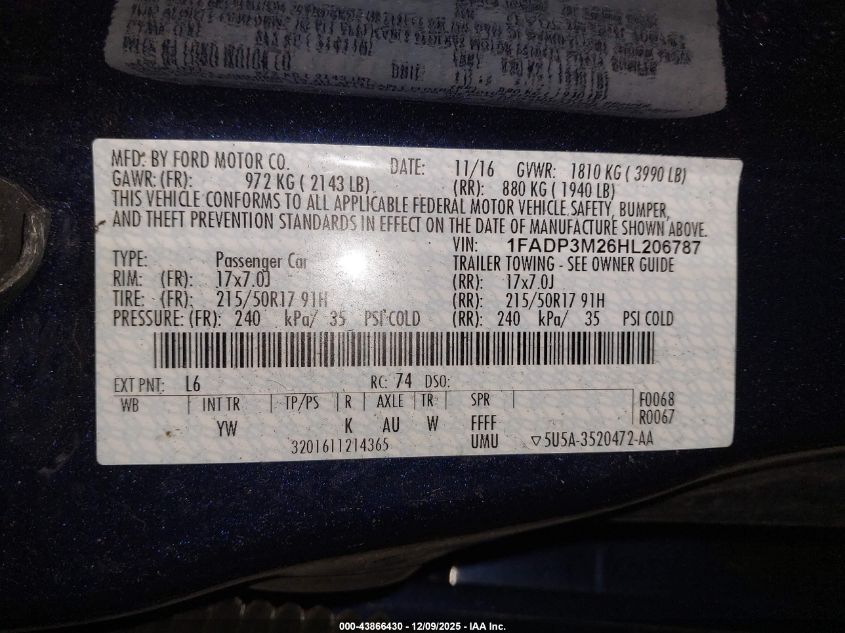 MFD. BY FORD MOTOR CO. DATE: 11/16 GVWR: 1810 KG ( 3990 LB)
GAWR: (FR): 972 KG ( 2143 LB) (RR): 880 KG ( 1940 LB)
THIS VEHICLE CONFORMS TO ALL APPLICABLE FEDERAL MOTOR VEHICLE SAFETY, BUMPER,
AND THEFT PREVENTION STANDARDS IN EFFECT ON THE DATE OF MANUFACTURE SHOWN ABOVE.
VIN: 1FADP3M26HL206787
TYPE: Passenger Car TRAILER TOWING - SEE OWNER GUIDE
RIM: (FR): 17x7.0J (RR): 17x7.0J
TIRE: (FR): 215/50R17 91H (RR): 215/50R17 91H
PRESSURE: (FR): 240 kPa/ 35 PSI COLD (RR): 240 kPa/ 35 PSI COLD
EXT PNT: L6 RC: 74 DSO:
WB INT TR TP/PS R AXLE TR SPR F0068
YW K AU W FFFF R0067
3201611214365 UMU ▽5U5A-3520472-AA
000-43866430 - 12/09/2025 - IAA Inc.